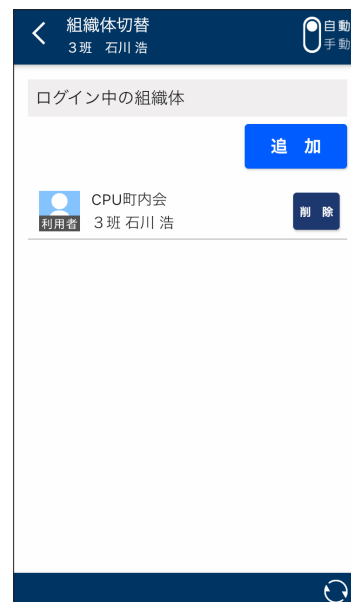 組織体切替
3班 石川 浩
自動
手動
ログイン中の組織体
追 加
CPU町内会
利用者
3班 石川 浩
削 除